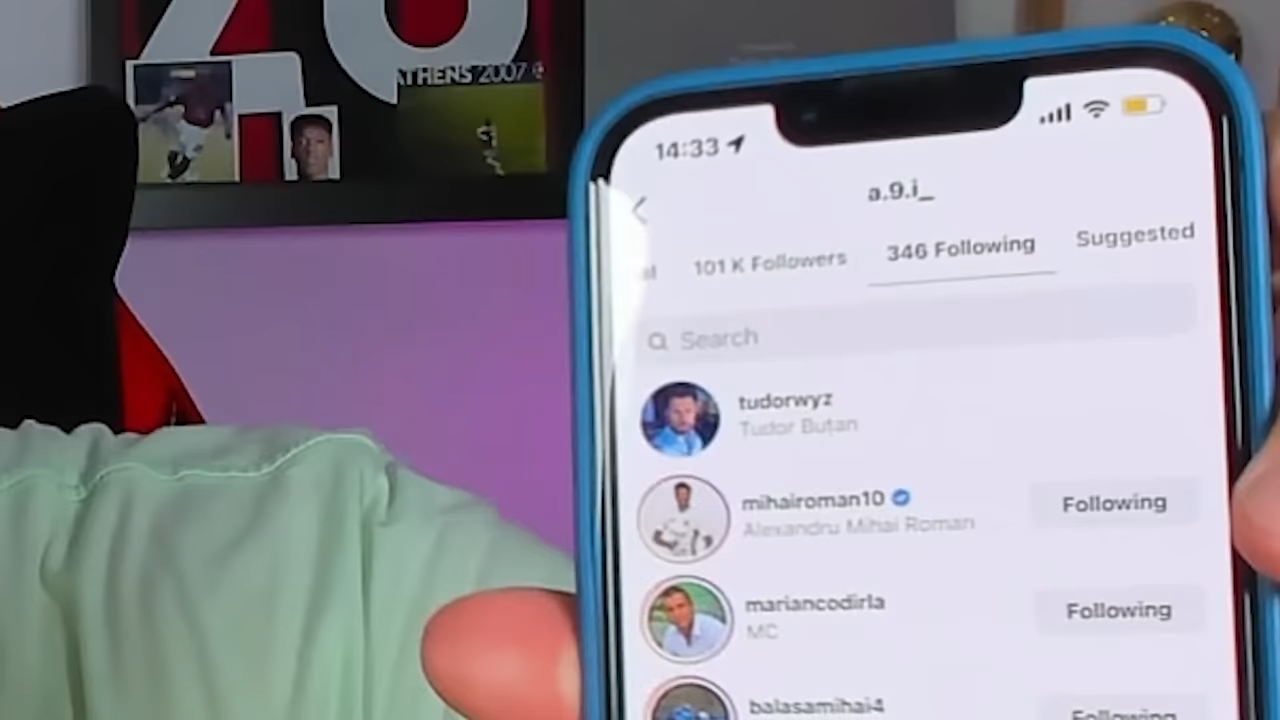 ATHENS 2007
14:33
a.9.i_
101 K Followers
346 Following
Suggested
Search
tudorwyz
Tudor Buțan
mihairoman10
Alexandru Mihai Roman
Following
mariancodirla
MC
Following
balasamihai4
Following